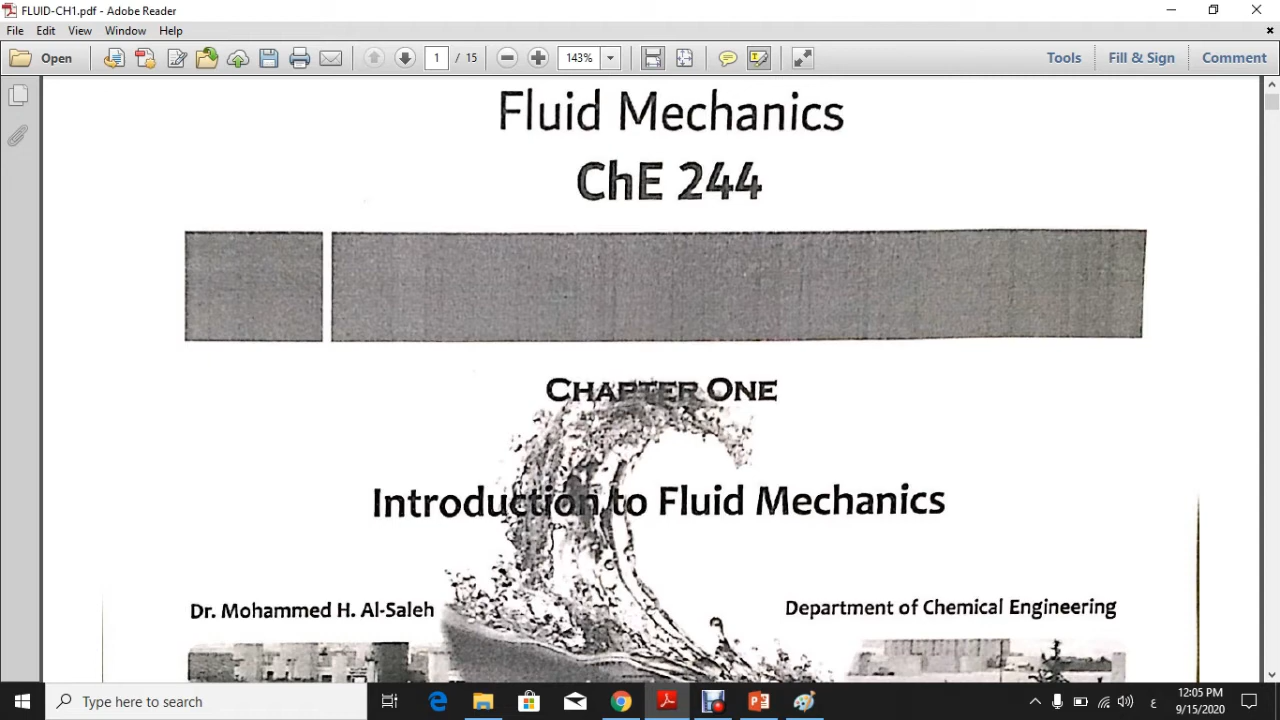 FLUID-CH1.pdf - Adobe Reader
File Edit View Window Help
Open 1 / 15 143% Tools Fill & Sign Comment
Fluid Mechanics
ChE 244
CHAPTER ONE
Introduction to Fluid Mechanics
Dr. Mohammed H. Al-Saleh Department of Chemical Engineering
Type here to search
ع
12:05 PM
9/15/2020